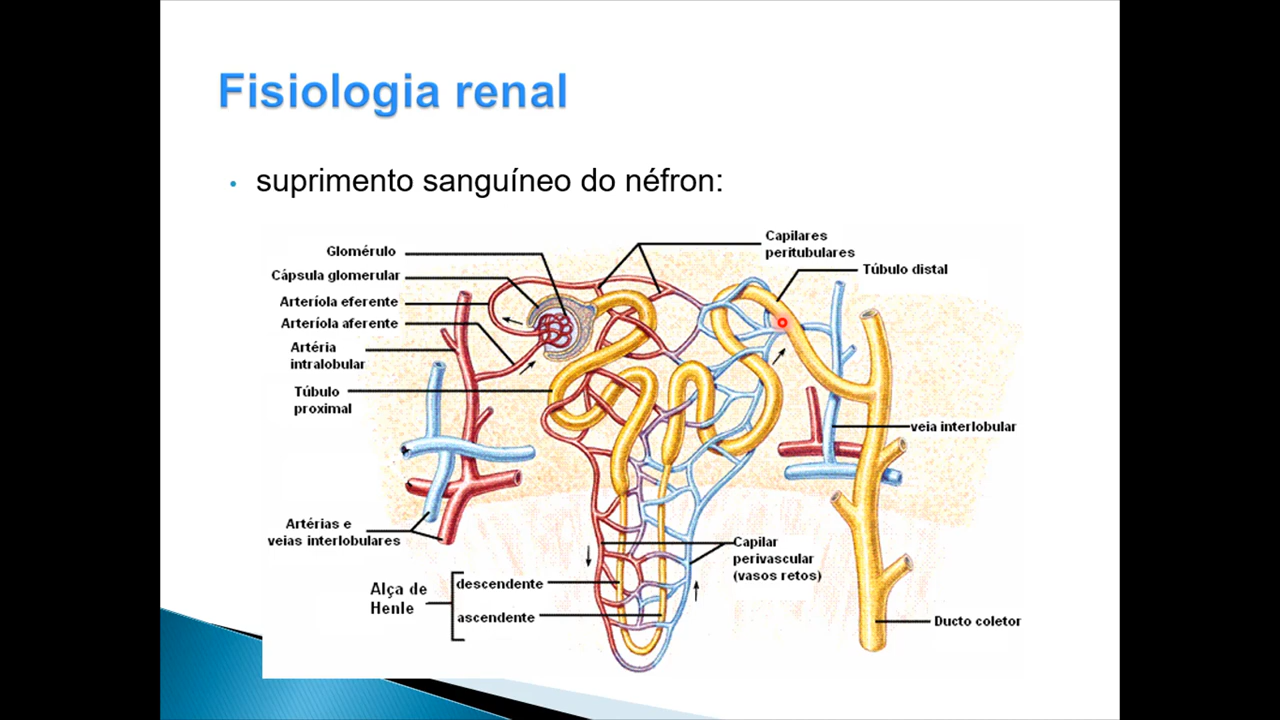 Fisiologia renal
• suprimento sanguíneo do néfron:
Glomérulo
Cápsula glomerular
Arteríola eferente
Arteríola aferente
Artéria
intralobular
Túbulo
proximal
Artérias e
veias interlobulares
Alça de
Henle
descendente
ascendente
Capilares
peritubulares
Túbulo distal
veia interlobular
Capilar
perivascular
(vasos retos)
Ducto coletor